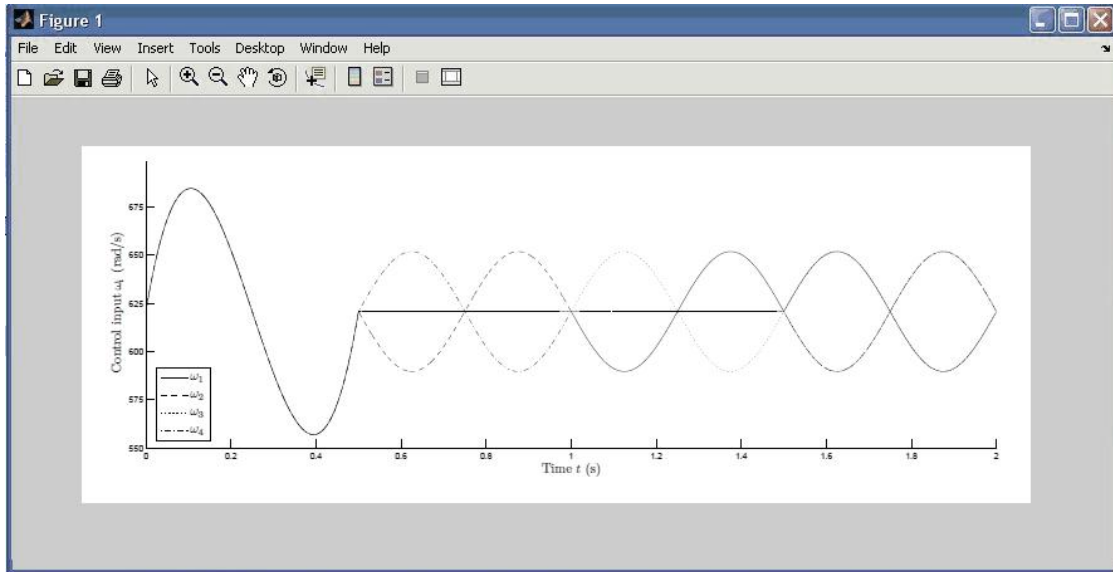 Figure 1
File Edit View Insert Tools Desktop Window Help
Control input ωi (rad/s)
675
650
625
600
575
550
ω1
ω2
ω3
ω4
0 0.2 0.4 0.6 0.8 1 1.2 1.4 1.6 1.8 2
Time t (s)